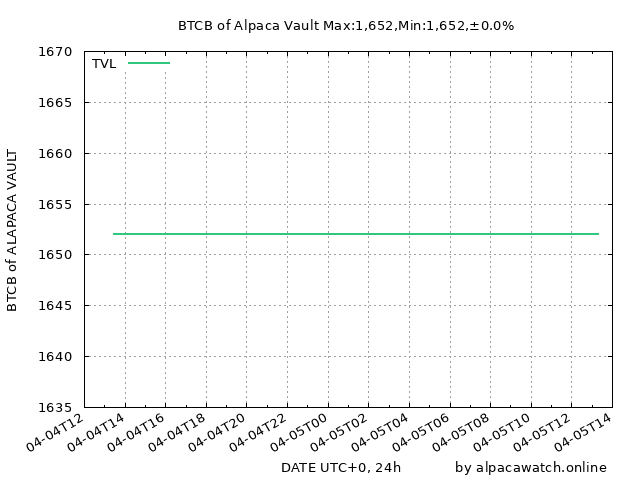 BTCB of Alpaca Vault Max:1,652,Min:1,652,±0.0%
TVL
1670
1665
1660
1655
1650
1645
1640
1635
BTCB of ALAPACA VAULT
04-04T12
04-04T14
04-04T16
04-04T18
04-04T20
04-04T22
04-05T00
04-05T02
04-05T04
04-05T06
04-05T08
04-05T10
04-05T12
04-05T14
DATE UTC+0, 24h
by alpacawatch.online